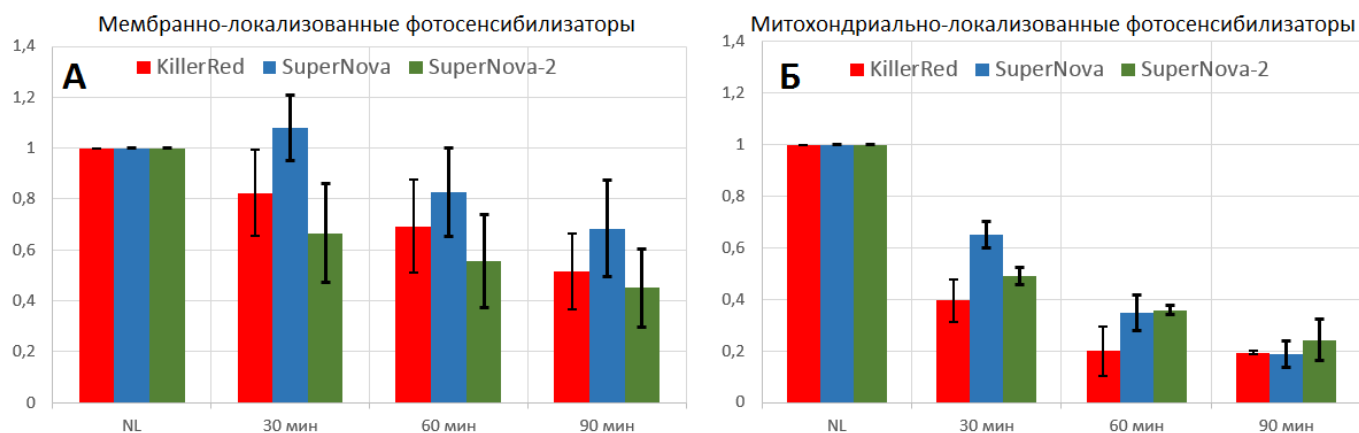 Мембранно-локализованные фотосенсибилизаторы
1,4
А
KillerRed SuperNova SuperNova-2
1,2
1
0,8
0,6
0,4
0,2
0
NL 30 мин 60 мин 90 мин
Митохондриально-локализованные фотосенсибилизаторы
1,4
Б
KillerRed SuperNova SuperNova-2
1,2
1
0,8
0,6
0,4
0,2
0
NL 30 мин 60 мин 90 мин